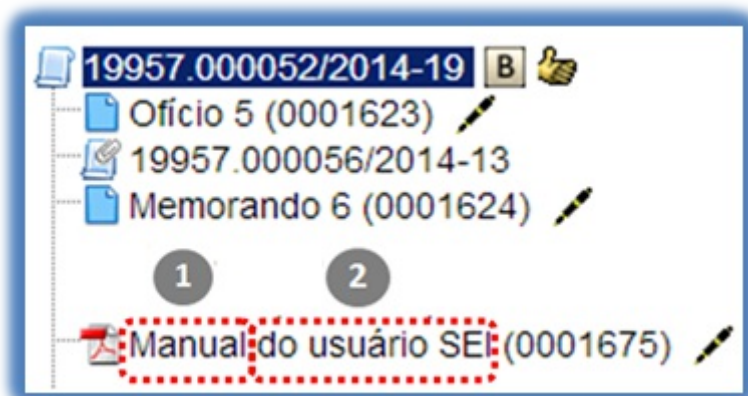 19957.000052/2014-19 B
Ofício 5 (0001623)
19957.000056/2014-13
Memorando 6 (0001624)
1 2
Manual do usuário SEI (0001675)